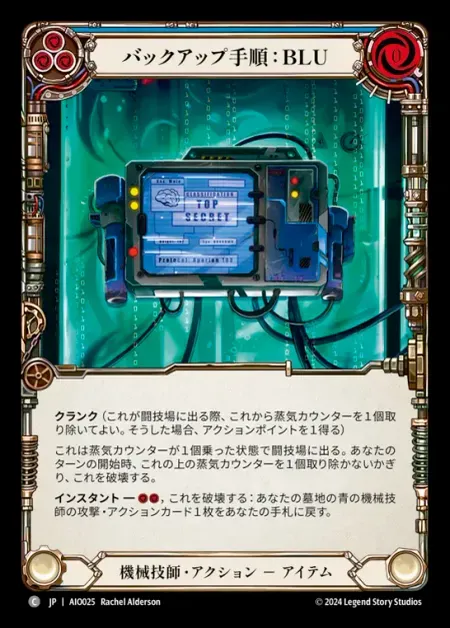 バックアップ手順:BLU
0
CLASSIFICATION
TOP
SECRET
クランク(これが闘技場に出る際、これから蒸気カウンターを1個取
り除いてよい。そうした場合、アクションポイントを1得る)
これは蒸気カウンターが1個乗った状態で闘技場に出る。あなたの
ターンの開始時、これの上の蒸気カウンターを1個取り除かないかぎ
り、これを破壊する。
インスタント ー , これを破壊する:あなたの墓地の青の機械技
師の攻撃・アクションカード1枚をあなたの手札に戻す。
機械技師・アクション ー アイテム
C JP | AIO025 Rachel Alderson
© 2024 Legend Story Studios